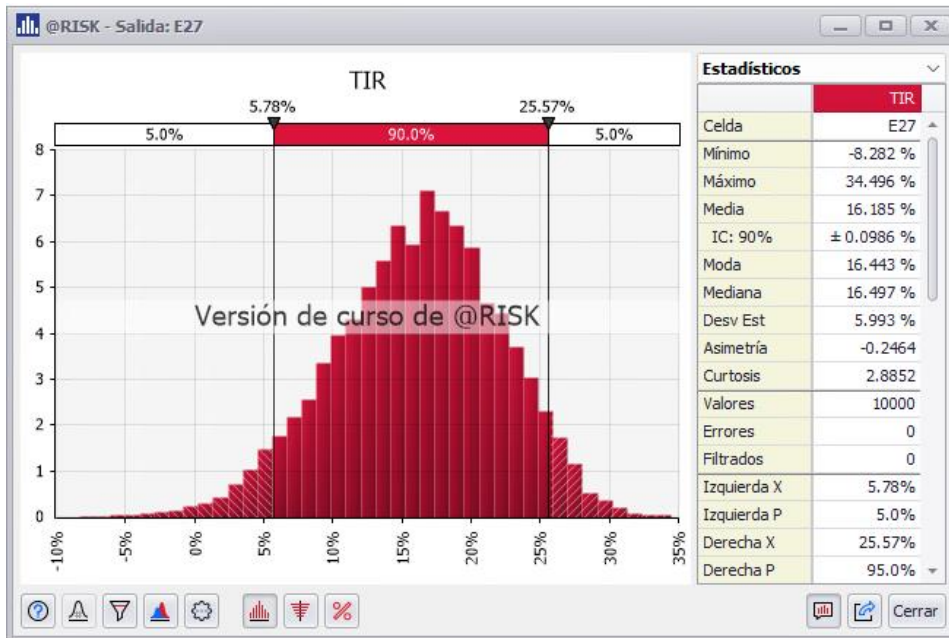 @RISK - Salida: E27
TIR
5.78% 25.57%
5.0% 90.0% 5.0%
8
7
6
5
4
3
2
1
0
Versión de curso de @RISK
-10% -5% 0% 5% 10% 15% 20% 25% 30% 35%
Estadísticos
TIR
Celda E27
Mínimo -8.282 %
Máximo 34.496 %
Media 16.185 %
IC: 90% ± 0.0986 %
Moda 16.443 %
Mediana 16.497 %
Desv Est 5.993 %
Asimetría -0.2464
Curtosis 2.8852
Valores 10000
Errores 0
Filtrados 0
Izquierda X 5.78%
Izquierda P 5.0%
Derecha X 25.57%
Derecha P 95.0%
Cerrar